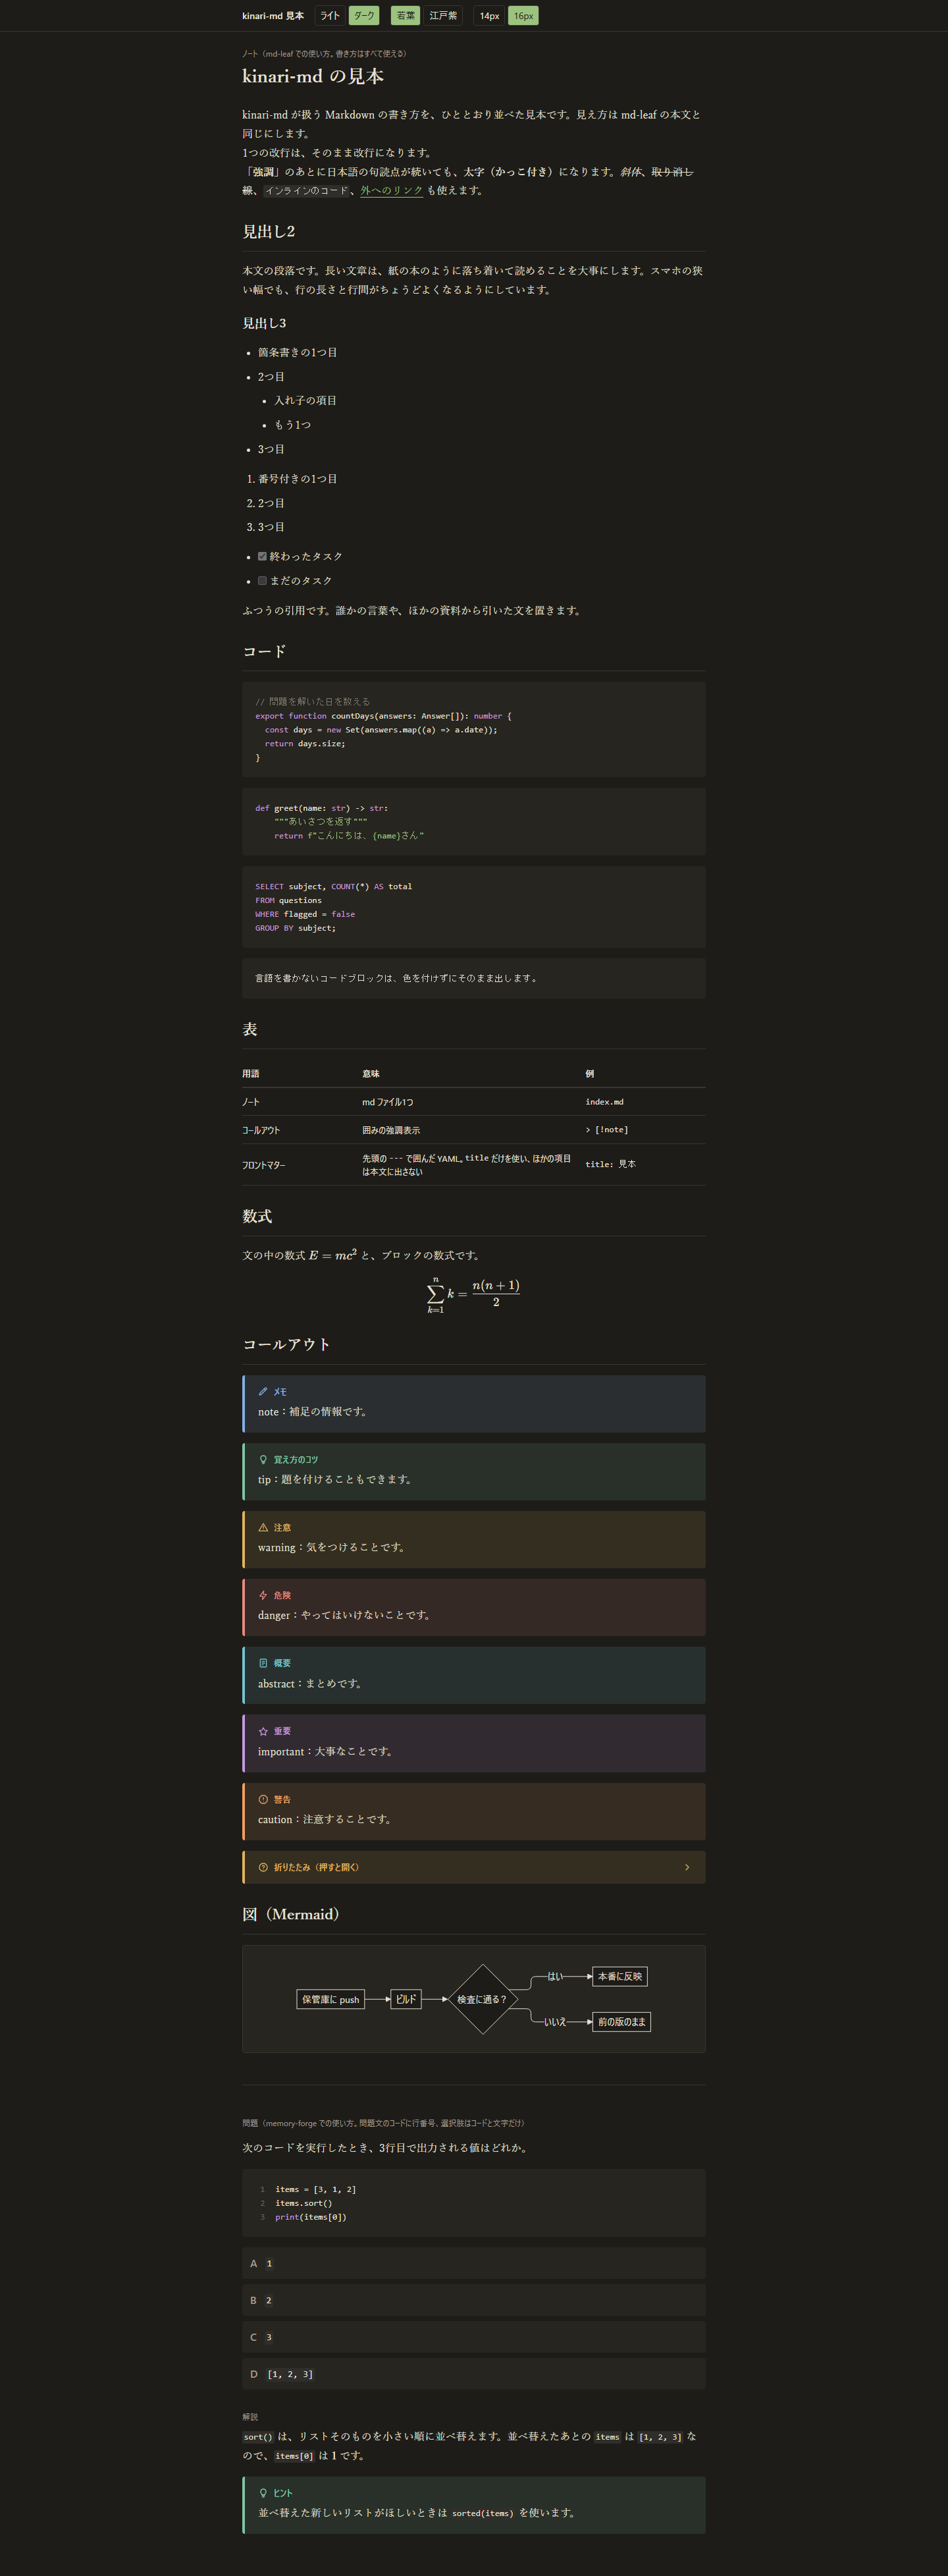 kinari-md 見本 ライト ダーク 若葉 江戸紫 14px 16px
ノート（md-leaf での使い方。書き方はすべて使える）
kinari-md の見本
kinari-md が扱う Markdown の書き方を、ひととおり並べた見本です。見え方は md-leaf の本文と
同じにします。
1つの改行は、そのまま改行になります。
「強調」のあとに日本語の句読点が続いても、太字（かっこ付き）になります。斜体、取り消し
線、インラインのコード、外へのリンク も使えます。
見出し2
本文の段落です。長い文章は、紙の本のように落ち着いて読めることを大事にします。スマホの狭
い幅でも、行の長さと行間がちょうどよくなるようにしています。
見出し3
• 箇条書きの1つ目
• 2つ目
• 入れ子の項目
• もう1つ
• 3つ目
1. 番号付きの1つ目
2. 2つ目
3. 3つ目
• 終わったタスク
• まだのタスク
ふつうの引用です。誰かの言葉や、ほかの資料から引いた文を置きます。
コード
// 問題を解いた日を数える
export function countDays(answers: Answer[]): number {
  const days = new Set(answers.map((a) => a.date));
  return days.size;
}
def greet(name: str) -> str:
    """あいさつを返す"""
    return f"こんにちは、{name}さん"
SELECT subject, COUNT(*) AS total
FROM questions
WHERE flagged = false
GROUP BY subject;
言語を書かないコードブロックは、色を付けずにそのまま出します。
表
用語 意味 例
ノート md ファイル1つ index.md
コールアウト 囲みの強調表示 > [!note]
フロントマター 先頭の --- で囲んだ YAML。title だけを使い、ほかの項目は本文に出さない title: 見本
数式
文の中の数式 E = mc² と、ブロックの数式です。
∑_{k=1}^{n} k = n(n + 1)/2
コールアウト
メモ
note：補足の情報です。
覚え方のコツ
tip：題を付けることもできます。
注意
warning：気をつけることです。
危険
danger：やってはいけないことです。
概要
abstract：まとめです。
重要
important：大事なことです。
警告
caution：注意することです。
折りたたみ（押すと開く）
図（Mermaid）
保管庫に push
ビルド
検査に通る？
はい
本番に反映
いいえ
前の版のまま
問題（memory-forge での使い方。問題文のコードに行番号、選択肢はコードと文字だけ）
次のコードを実行したとき、3行目で出力される値はどれか。
1 items = [3, 1, 2]
2 items.sort()
3 print(items[0])
A 1
B 2
C 3
D [1, 2, 3]
解説
sort() は、リストそのものを小さい順に並べ替えます。並べ替えたあとの items は [1, 2, 3] な
ので、items[0] は 1 です。
ヒント
並べ替えた新しいリストがほしいときは sorted(items) を使います。